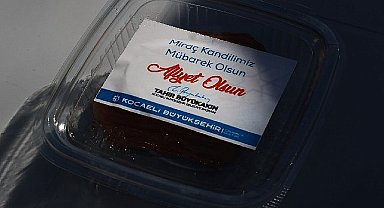 Miraç Kandilimiz
Mübarek Olsun
Afiyet Olsun
TAHİR BÜYÜKAKIN
KOCAELİ BÜYÜKŞEHİR